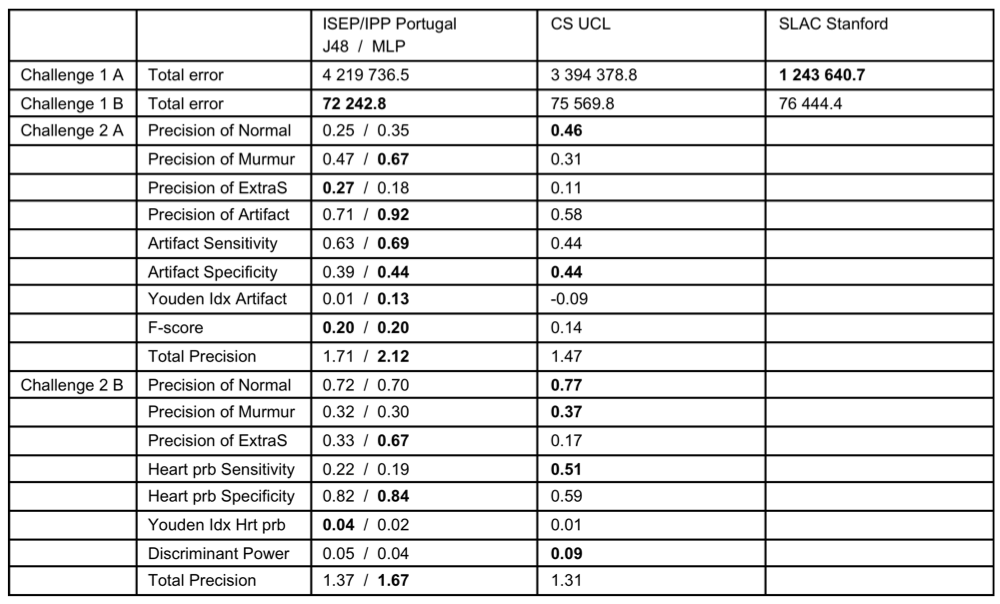 ISEP/IPP Portugal CS UCL SLAC Stanford
J48 / MLP
Challenge 1 A Total error 4 219 736.5 3 394 378.8 1 243 640.7
Challenge 1 B Total error 72 242.8 75 569.8 76 444.4
Challenge 2 A Precision of Normal 0.25 / 0.35 0.46
Precision of Murmur 0.47 / 0.67 0.31
Precision of ExtraS 0.27 / 0.18 0.11
Precision of Artifact 0.71 / 0.92 0.58
Artifact Sensitivity 0.63 / 0.69 0.44
Artifact Specificity 0.39 / 0.44 0.44
Youden Idx Artifact 0.01 / 0.13 -0.09
F-score 0.20 / 0.20 0.14
Total Precision 1.71 / 2.12 1.47
Challenge 2 B Precision of Normal 0.72 / 0.70 0.77
Precision of Murmur 0.32 / 0.30 0.37
Precision of ExtraS 0.33 / 0.67 0.17
Heart prb Sensitivity 0.22 / 0.19 0.51
Heart prb Specificity 0.82 / 0.84 0.59
Youden Idx Hrt prb 0.04 / 0.02 0.01
Discriminant Power 0.05 / 0.04 0.09
Total Precision 1.37 / 1.67 1.31